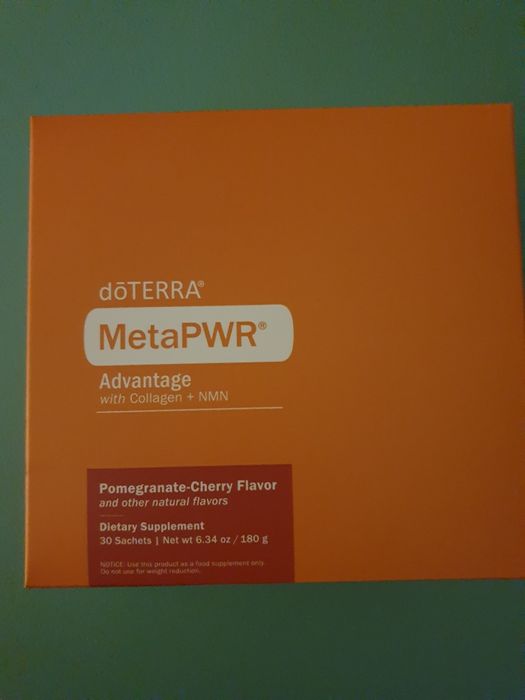 dōTERRA®
MetaPWR®
Advantage
with Collagen + NMN
Pomegranate-Cherry Flavor
and other natural flavors
Dietary Supplement
30 Sachets | Net wt 6.34 oz / 180 g
NOTICE: Use this product as a food supplement only.
Do not use for weight reduction.